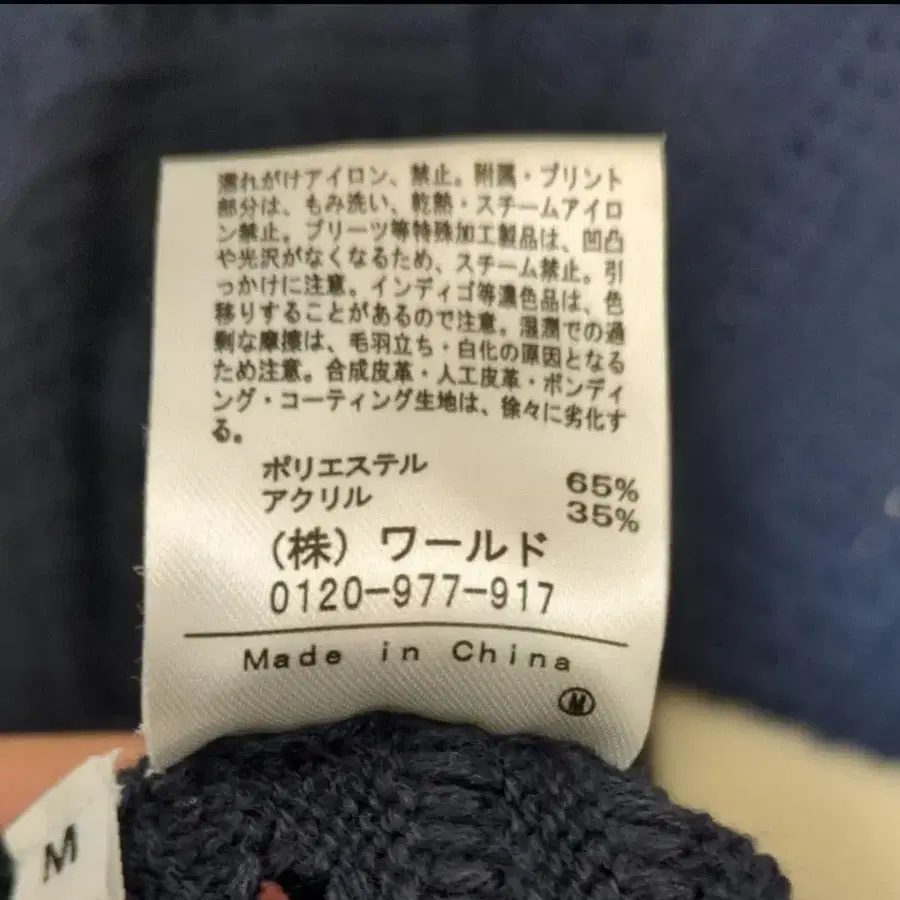 濡れがけアイロン、禁止。附属・プリント
部分は、もみ洗い、乾熱・スチームアイロ
ン禁止。プリーツ等特殊加工製品は、凹凸
や光沢がなくなるため、スチーム禁止。引
っかけに注意。インディゴ等濃色品は、色
移りすることがあるので注意。湿潤での過
剰な摩擦は、毛羽立ち・白化の原因となる
ため注意。合成皮革・人工皮革・ボンディ
ング・コーティング生地は、徐々に劣化す
る。
ポリエステル 65%
アクリル 35%
(株) ワールド
0120-977-917
Made in China
M
M